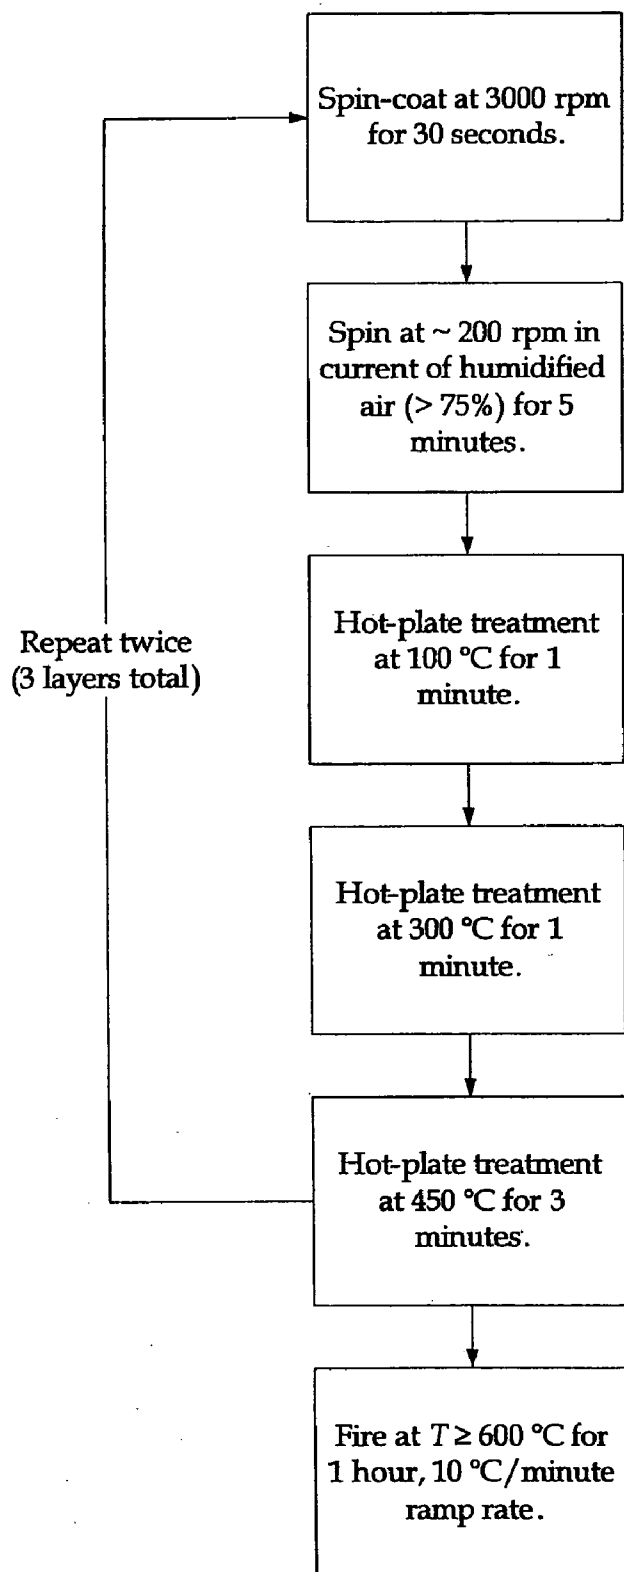 Spin-coat at 3000 rpm
for 30 seconds.
Spin at ~ 200 rpm in
current of humidified
air (> 75%) for 5
minutes.
Hot-plate treatment
at 100 °C for 1
minute.
Repeat twice
(3 layers total)
Hot-plate treatment
at 300 °C for 1
minute.
Hot-plate treatment
at 450 °C for 3
minutes.
Fire at T ≥ 600 °C for
1 hour, 10 °C/minute
ramp rate.